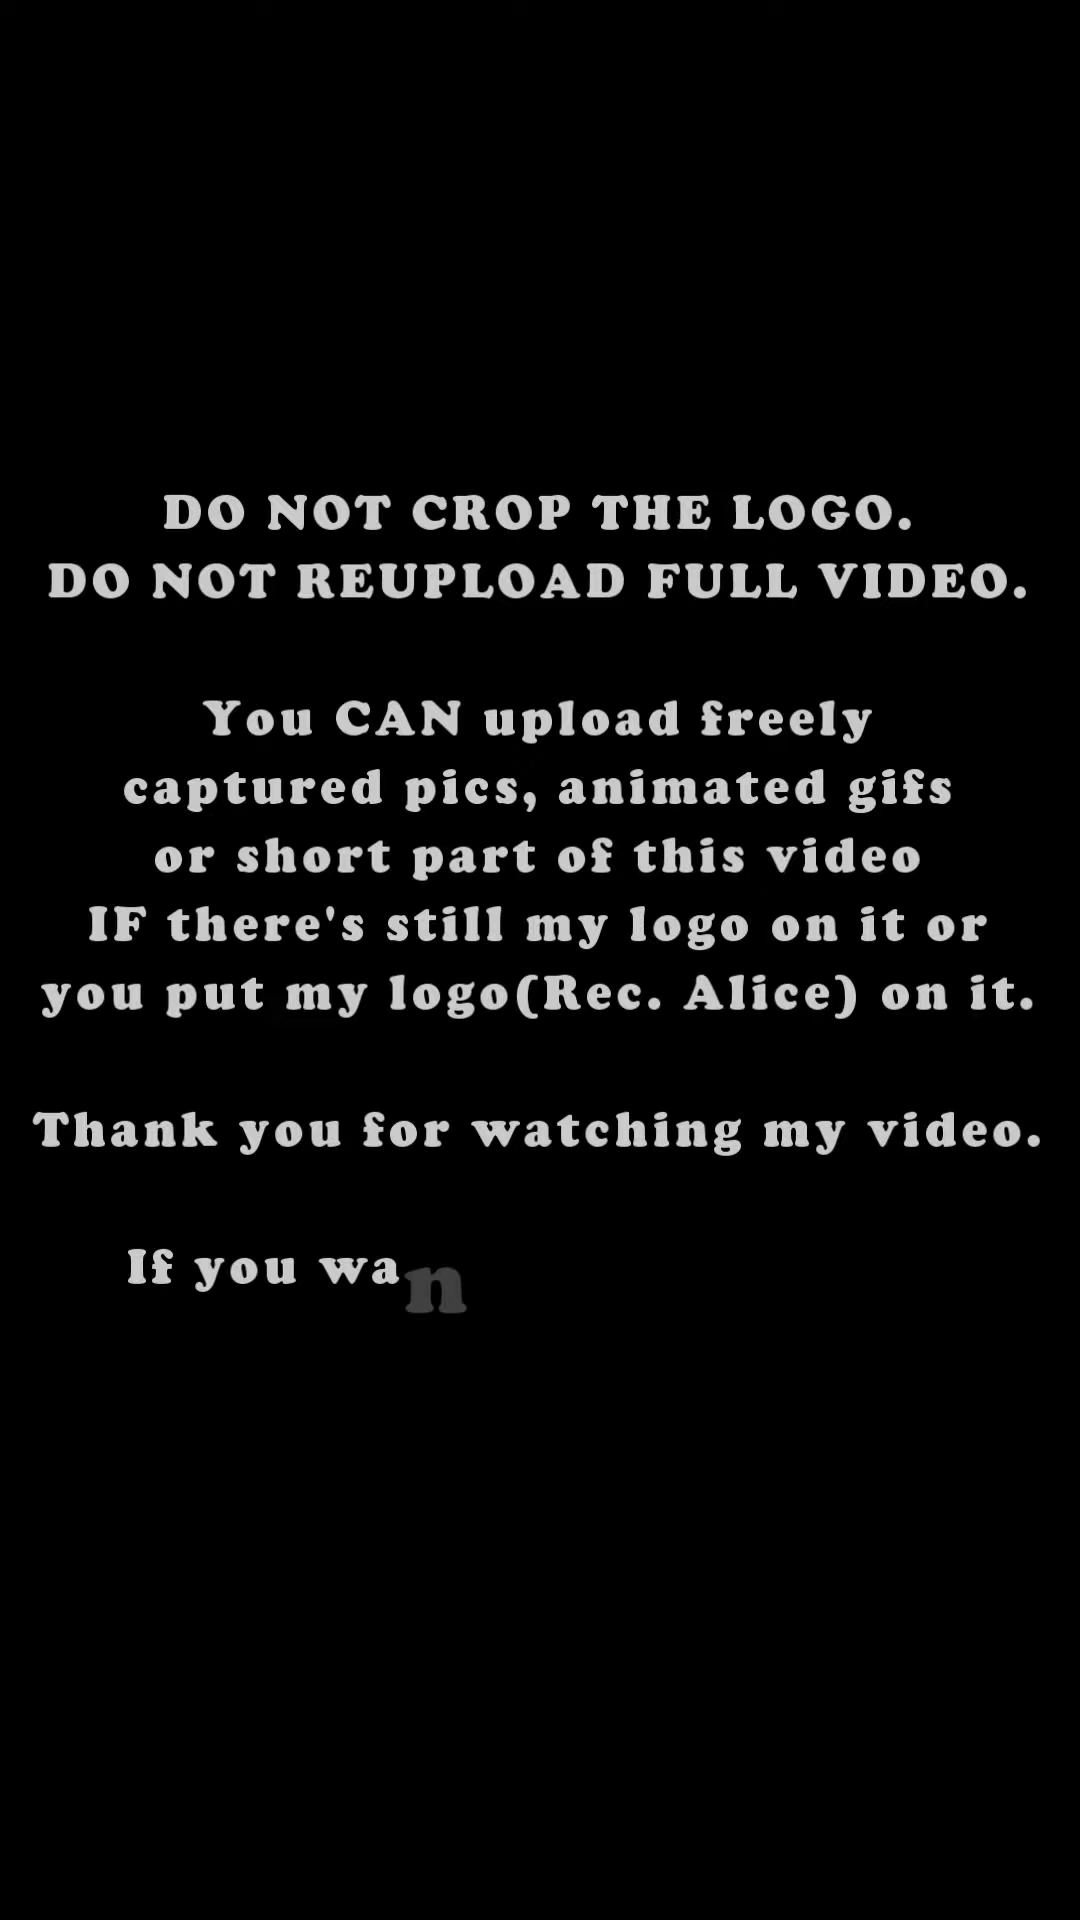 DO NOT CROP THE LOGO.
DO NOT REUPLOAD FULL VIDEO.
You CAN upload freely
captured pics, animated gifs
or short part of this video
IF there's still my logo on it or
you put my logo(Rec. Alice) on it.
Thank you for watching my video.
If you wan